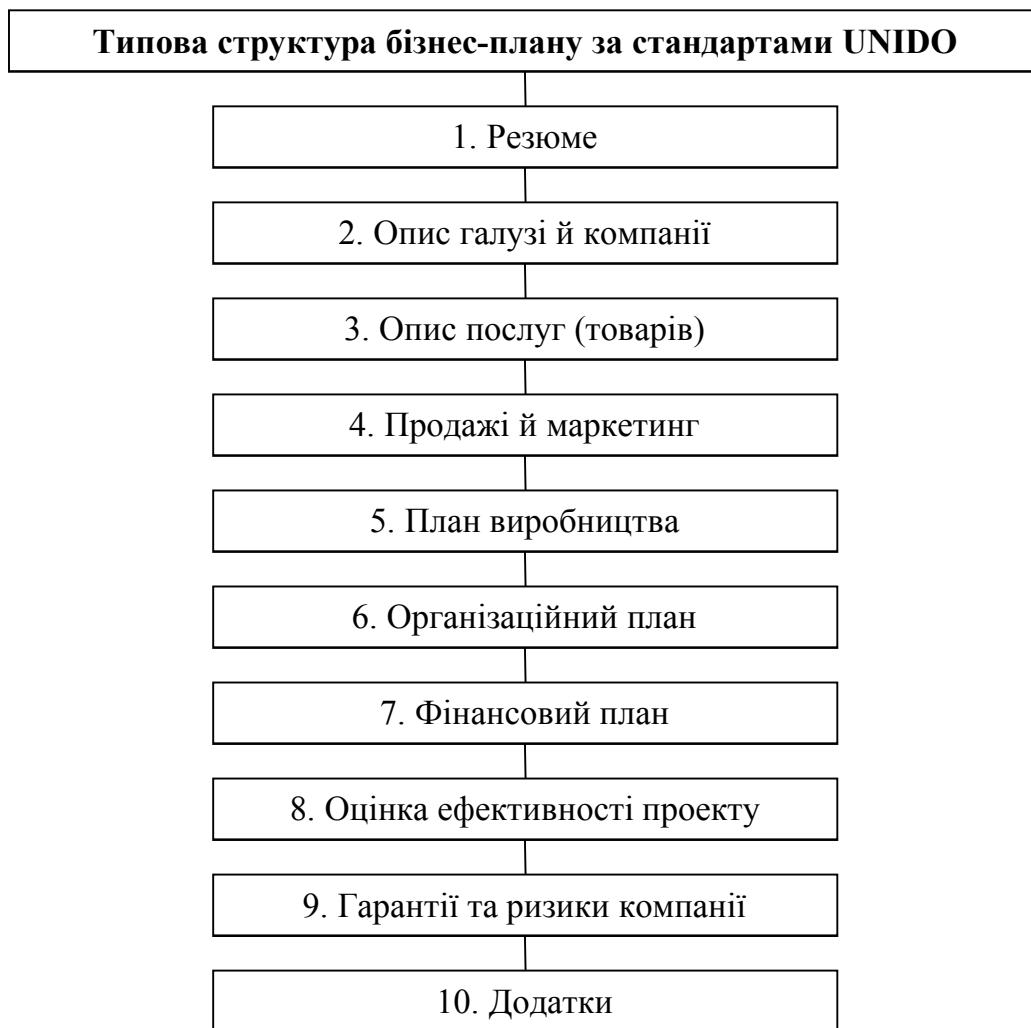 Типова структура бізнес-плану за стандартами UNIDO
1. Резюме
2. Опис галузі й компанії
3. Опис послуг (товарів)
4. Продажі й маркетинг
5. План виробництва
6. Організаційний план
7. Фінансовий план
8. Оцінка ефективності проекту
9. Гарантії та ризики компанії
10. Додатки